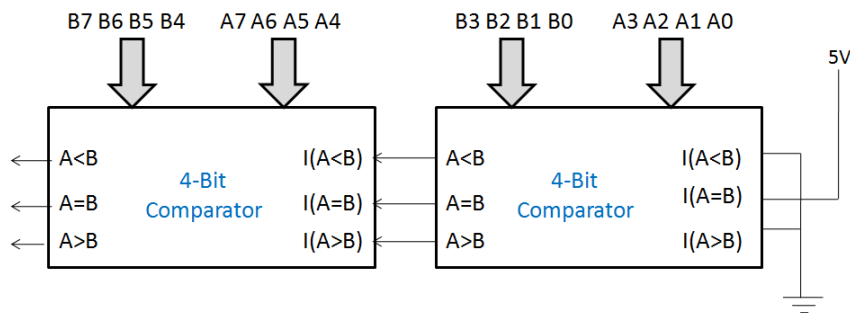 B7 B6 B5 B4
A7 A6 A5 A4
B3 B2 B1 B0
A3 A2 A1 A0
5V
A<B
A=B
A>B
4-Bit
Comparator
I(A<B)
I(A=B)
I(A>B)
A<B
A=B
A>B
4-Bit
Comparator
I(A<B)
I(A=B)
I(A>B)